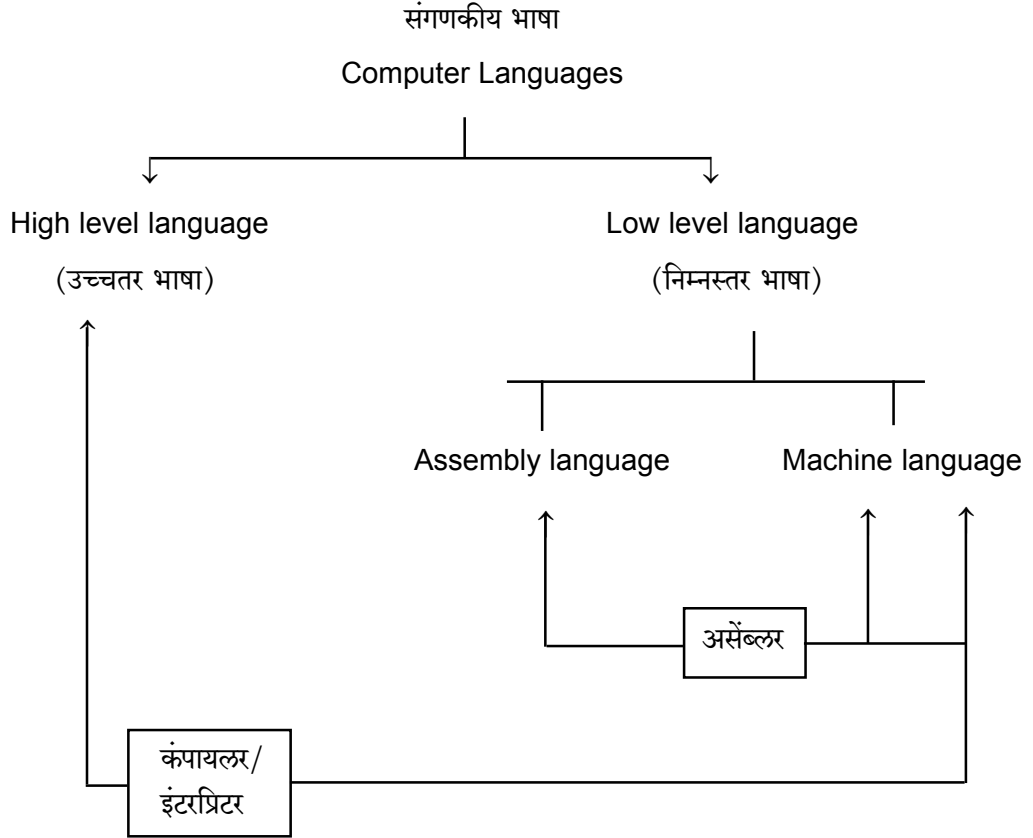 संगणकीय भाषा
Computer Languages
High level language
(उच्चतर भाषा)
Low level language
(निम्नस्तर भाषा)
Assembly language
Machine language
असेंब्लर
कंपायलर/
इंटरप्रिटर